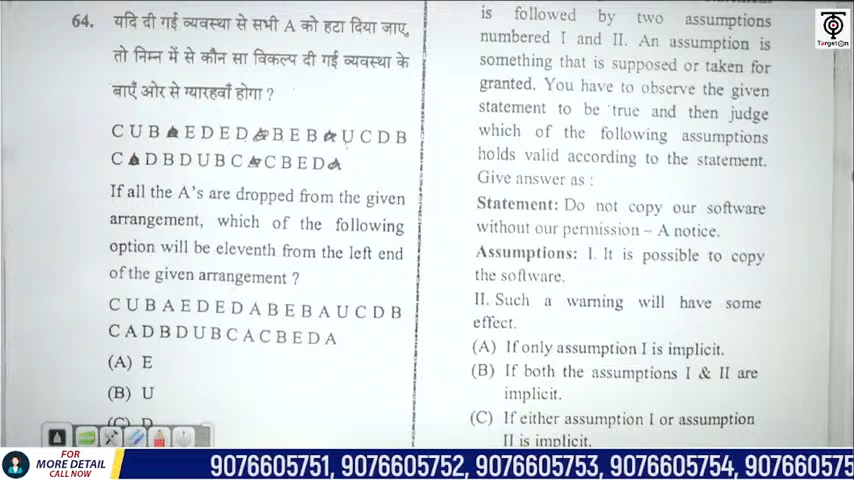 64. यदि दी गई व्यवस्था से सभी A को हटा दिया जाए,
तो निम्न में से कौन सा विकल्प दी गई व्यवस्था के
बाएँ ओर से ग्यारहवाँ होगा ?
C U B A E D E D A B E B A U C D B
C A D B D U B C A C B E D A
If all the A's are dropped from the given
arrangement, which of the following
option will be eleventh from the left end
of the given arrangement ?
C U B A E D E D A B E B A U C D B
C A D B D U B C A C B E D A
(A) E
(B) U
(C) D
is followed by two assumptions
numbered I and II. An assumption is
something that is supposed or taken for
granted. You have to observe the given
statement to be true and then judge
which of the following assumptions
holds valid according to the statement.
Give answer as :
Statement: Do not copy our software
without our permission – A notice.
Assumptions: I. It is possible to copy
the software.
II. Such a warning will have some
effect.
(A) If only assumption I is implicit.
(B) If both the assumptions I & II are
implicit.
(C) If either assumption I or assumption
II is implicit.
Target@n
FOR
MORE DETAIL
CALL NOW
9076605751, 9076605752, 9076605753, 9076605754, 907660575